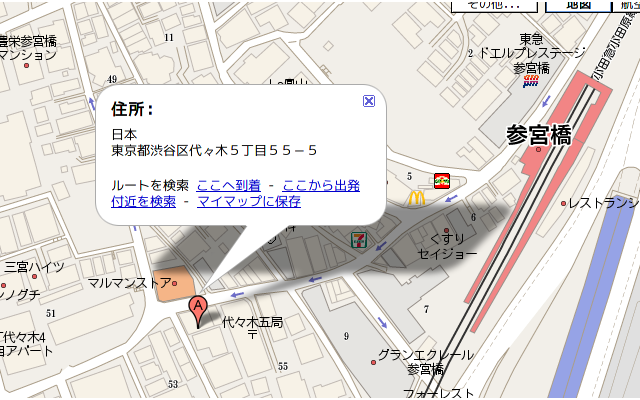 その他...
地図
航空
東急
2 ドエルプレステージ
参宮橋
小田急小田原線
豊栄参宮橋
マンション
11
49
住所:
日本
東京都渋谷区代々木５丁目５５－５
ルートを検索 ここへ到着 - ここから出発
付近を検索 - マイマップに保存
参宮橋
5
6
レストランシ
くすり
セイジョー
三宮ハイツ
マルマンストア
ノグチ
A
51
代々木五局
〒
7
9
代々木4
目アパート
グランエクレール
参宮橋
55
53
フォーレスト